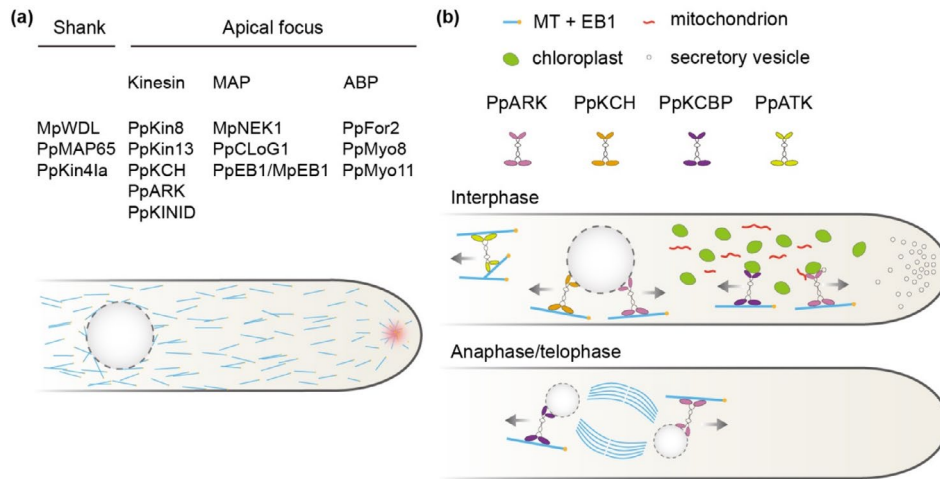 (a)
Shank Apical focus
Kinesin MAP ABP
MpWDL PpKin8 MpNEK1 PpFor2
PpMAP65 PpKin13 PpCLoG1 PpMyo8
PpKin4Ia PpKCH PpEB1/MpEB1 PpMyo11
PpARK
PpKINID
(b)
MT + EB1 mitochondrion
chloroplast secretory vesicle
PpARK PpKCH PpKCBP PpATK
Interphase
Anaphase/telophase